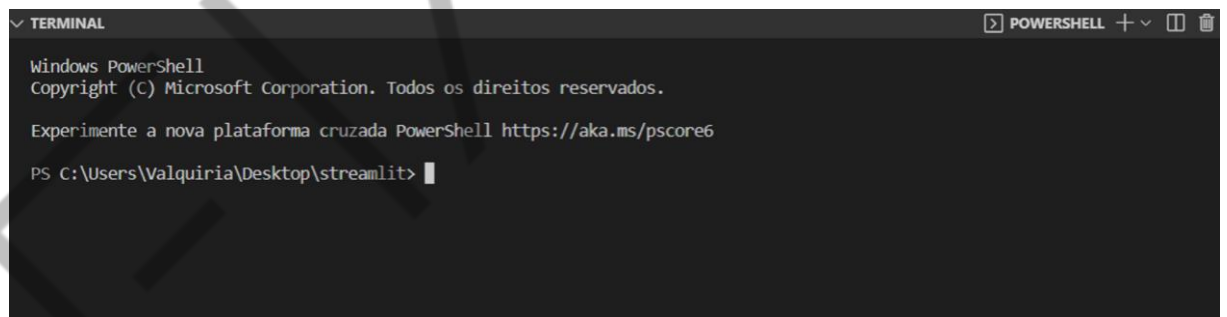 TERMINAL
POWERSHELL
Windows PowerShell
Copyright (C) Microsoft Corporation. Todos os direitos reservados.
Experimente a nova plataforma cruzada PowerShell https://aka.ms/pscore6
PS C:\Users\Valquiria\Desktop\streamlit>